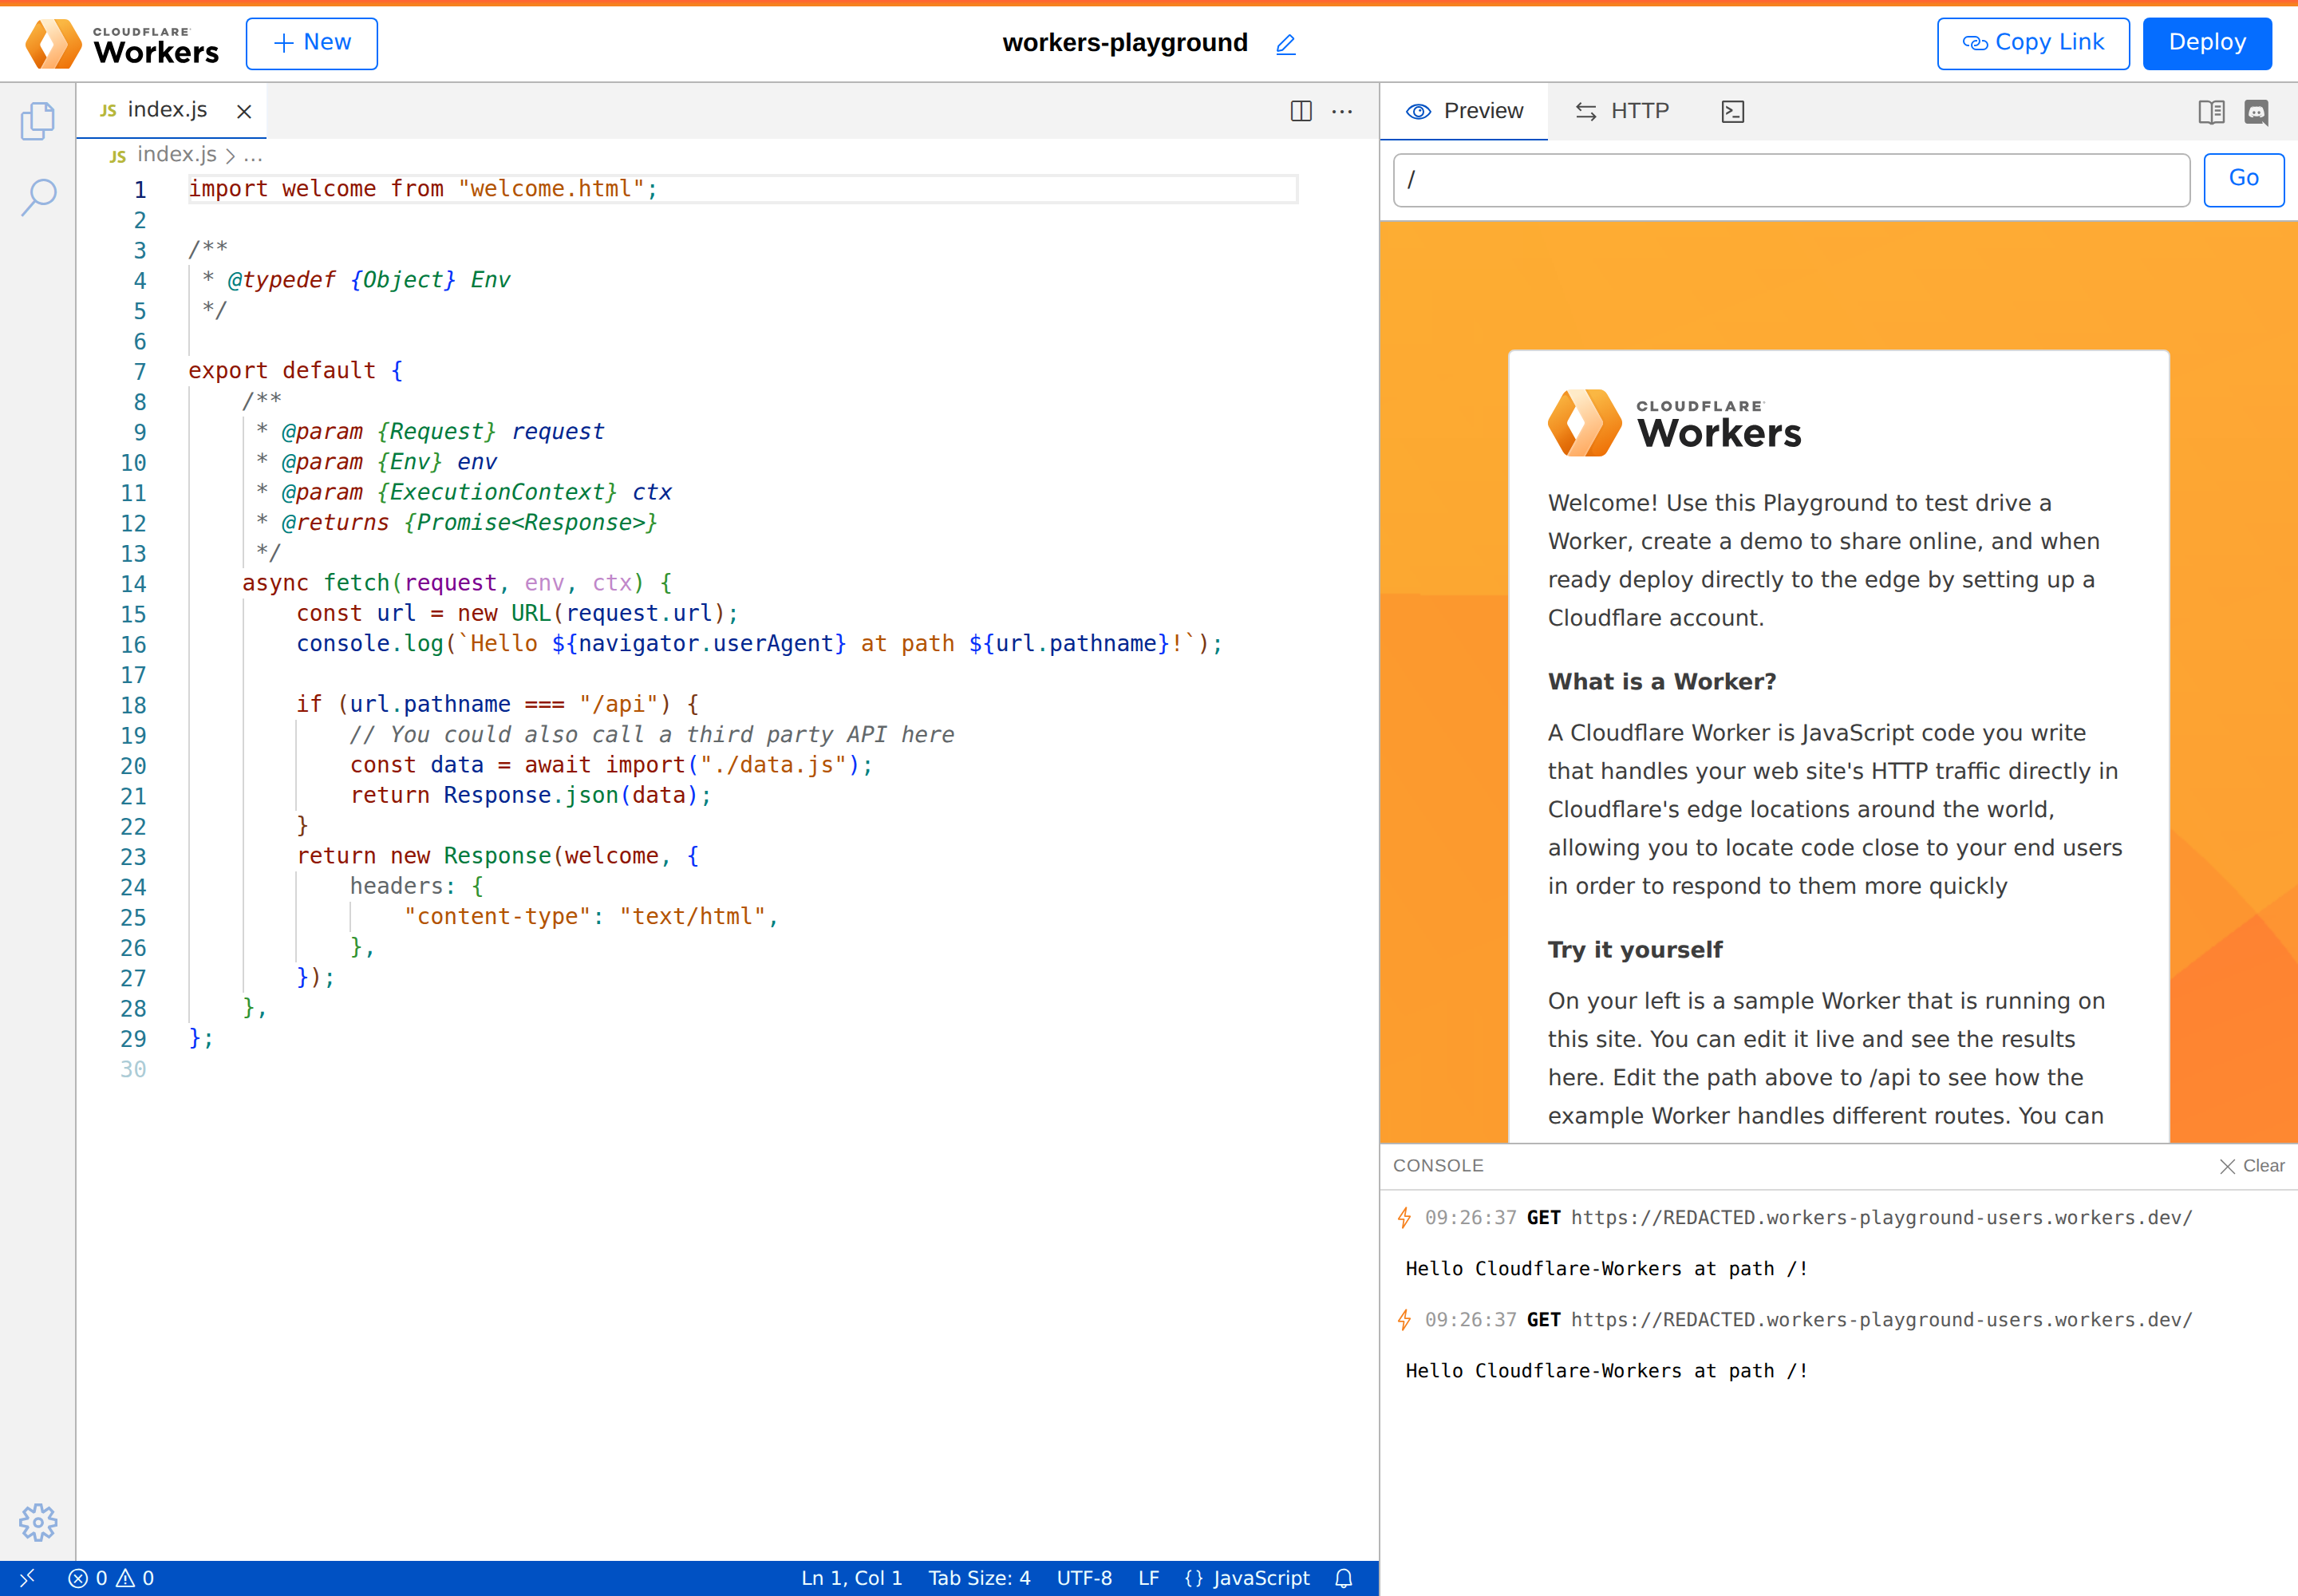 CLOUDFLARE
Workers
New
workers-playground
Copy Link
Deploy
JS index.js
JS index.js > ...
1 import welcome from "welcome.html";
2
3 /**
4  * @typedef {Object} Env
5  */
6
7 export default {
8     /**
9      * @param {Request} request
10      * @param {Env} env
11      * @param {ExecutionContext} ctx
12      * @returns {Promise<Response>}
13      */
14     async fetch(request, env, ctx) {
15         const url = new URL(request.url);
16         console.log(`Hello ${navigator.userAgent} at path ${url.pathname}!`);
17
18         if (url.pathname === "/api") {
19             // You could also call a third party API here
20             const data = await import("./data.js");
21             return Response.json(data);
22         }
23         return new Response(welcome, {
24             headers: {
25                 "content-type": "text/html",
26             },
27         });
28     },
29 };
30
0 0
Ln 1, Col 1 Tab Size: 4 UTF-8 LF {} JavaScript
Preview HTTP
/ Go
CLOUDFLARE
Workers
Welcome! Use this Playground to test drive a
Worker, create a demo to share online, and when
ready deploy directly to the edge by setting up a
Cloudflare account.
What is a Worker?
A Cloudflare Worker is JavaScript code you write
that handles your web site's HTTP traffic directly in
Cloudflare's edge locations around the world,
allowing you to locate code close to your end users
in order to respond to them more quickly
Try it yourself
On your left is a sample Worker that is running on
this site. You can edit it live and see the results
here. Edit the path above to /api to see how the
example Worker handles different routes. You can
CONSOLE Clear
09:26:37 GET https://REDACTED.workers-playground-users.workers.dev/
Hello Cloudflare-Workers at path /!
09:26:37 GET https://REDACTED.workers-playground-users.workers.dev/
Hello Cloudflare-Workers at path /!